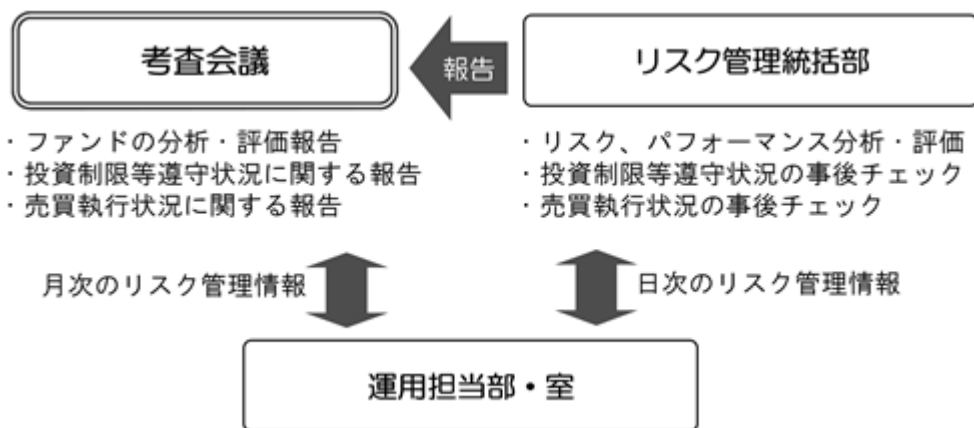 考査会議
報告
リスク管理統括部
・ファンドの分析・評価報告
・投資制限等遵守状況に関する報告
・売買執行状況に関する報告
・リスク、パフォーマンス分析・評価
・投資制限等遵守状況の事後チェック
・売買執行状況の事後チェック
月次のリスク管理情報
日次のリスク管理情報
運用担当部・室